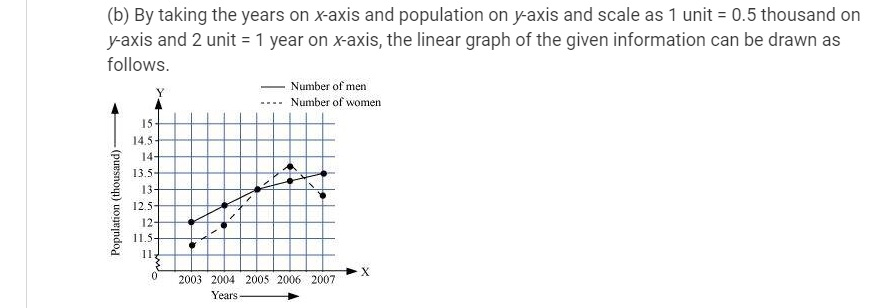 (b) By taking the years on x-axis and population on y-axis and scale as 1 unit = 0.5 thousand on
y-axis and 2 unit = 1 year on x-axis, the linear graph of the given information can be drawn as
follows.
Number of men
Number of women
Y
15
14.5
14
13.5
13
12.5
12
11.5
11
0
Population (thousand)
2003 2004 2005 2006 2007
X
Years